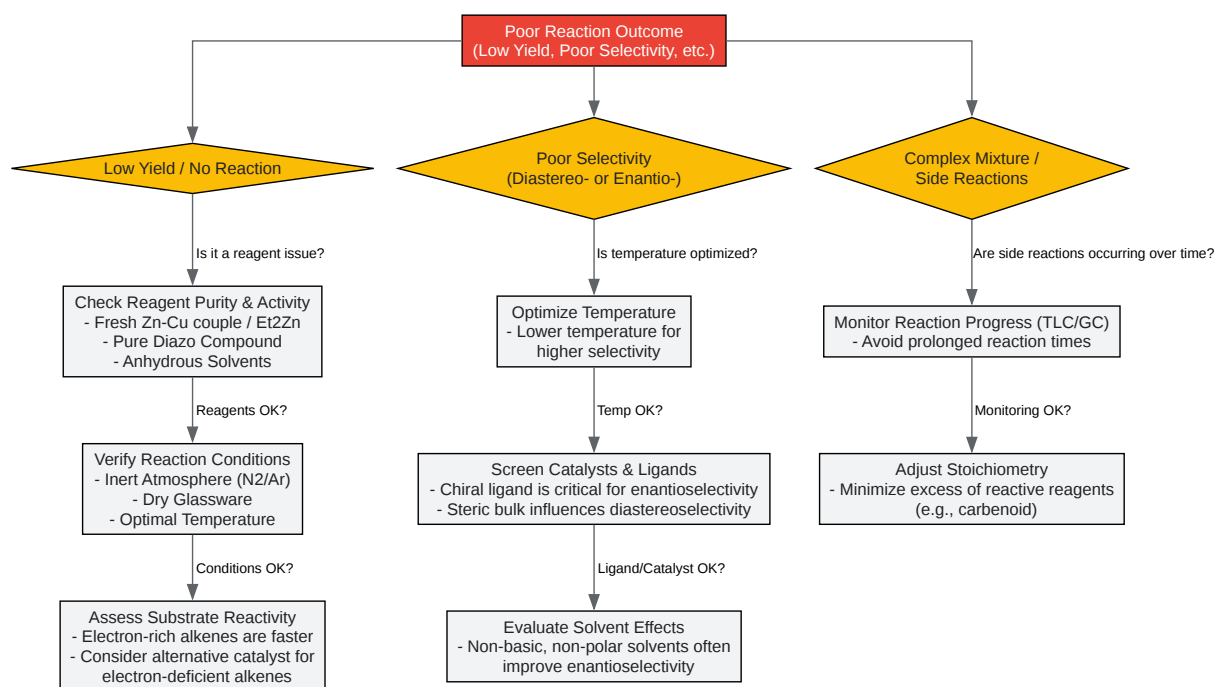 Poor Reaction Outcome
(Low Yield, Poor Selectivity, etc.)
Low Yield / No Reaction
Is it a reagent issue?
Check Reagent Purity & Activity
- Fresh Zn-Cu couple / Et2Zn
- Pure Diazo Compound
- Anhydrous Solvents
Reagents OK?
Verify Reaction Conditions
- Inert Atmosphere (N2/Ar)
- Dry Glassware
- Optimal Temperature
Conditions OK?
Assess Substrate Reactivity
- Electron-rich alkenes are faster
- Consider alternative catalyst for
electron-deficient alkenes
Poor Selectivity
(Diastereo- or Enantio-)
Is temperature optimized?
Optimize Temperature
- Lower temperature for
higher selectivity
Temp OK?
Screen Catalysts & Ligands
- Chiral ligand is critical for enantioselectivity
- Steric bulk influences diastereoselectivity
Ligand/Catalyst OK?
Evaluate Solvent Effects
- Non-basic, non-polar solvents often
improve enantioselectivity
Complex Mixture /
Side Reactions
Are side reactions occurring over time?
Monitor Reaction Progress (TLC/GC)
- Avoid prolonged reaction times
Monitoring OK?
Adjust Stoichiometry
- Minimize excess of reactive reagents
(e.g., carbenoid)